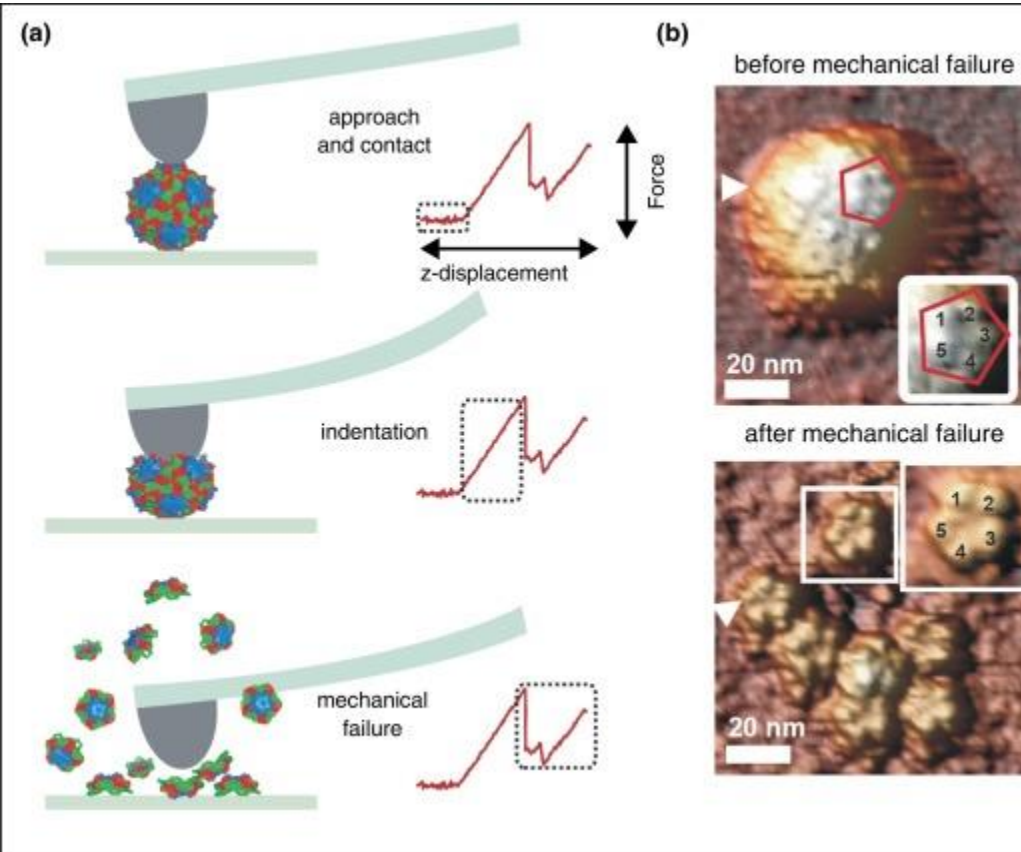 (a)
approach
and contact
Force
z-displacement
indentation
mechanical
failure
(b)
before mechanical failure
1
2
3
4
5
20 nm
after mechanical failure
1
2
3
4
5
20 nm